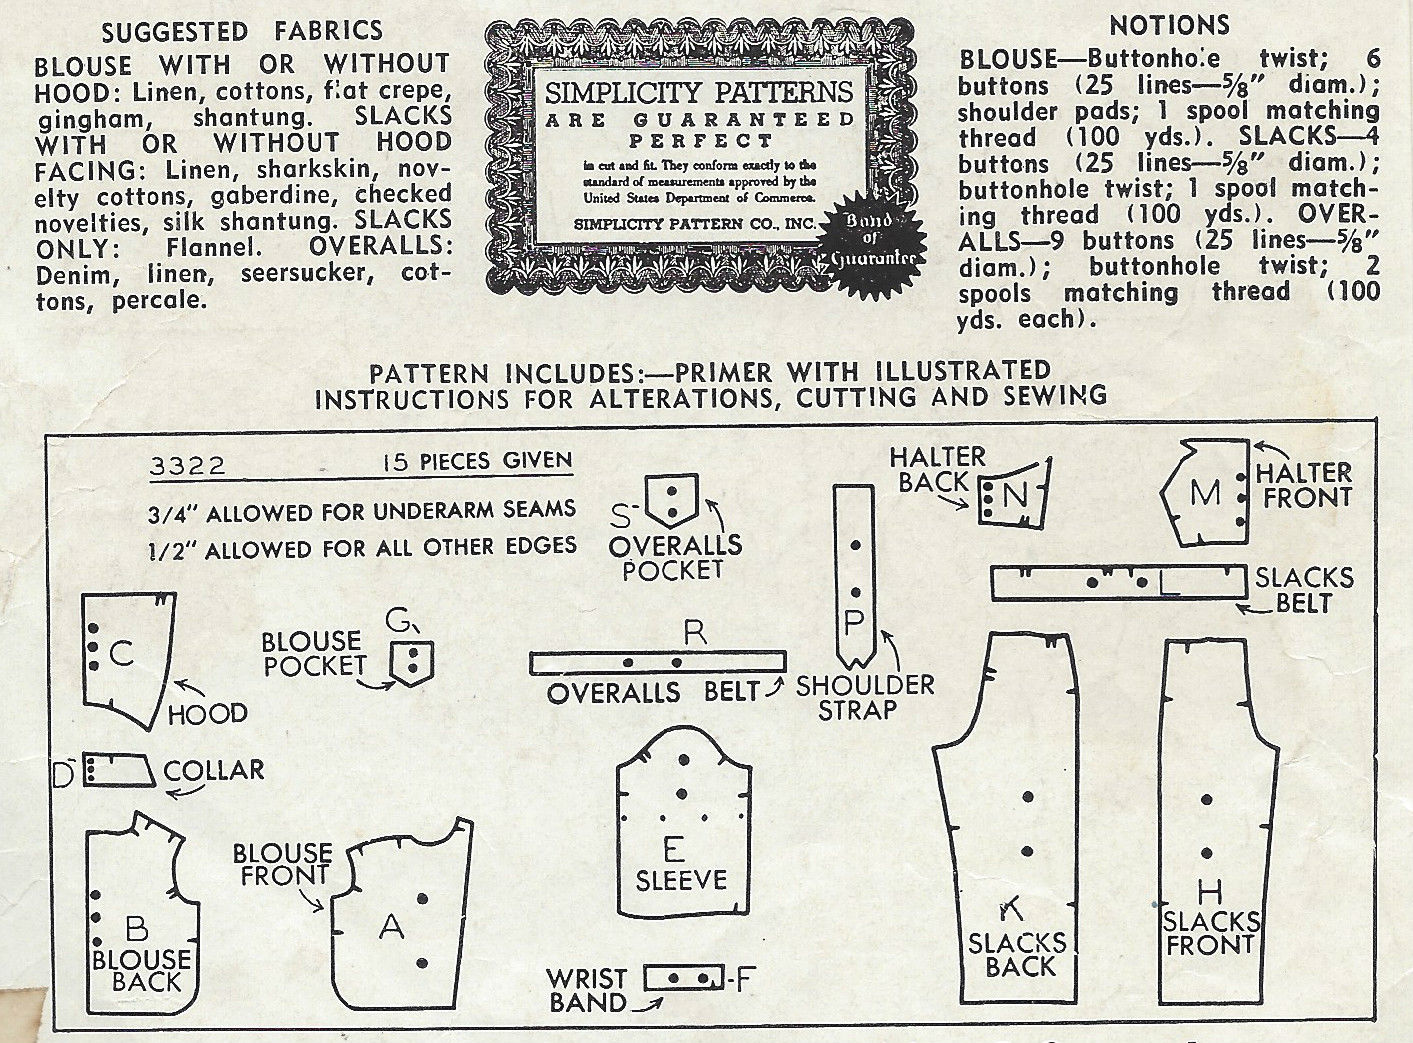 SUGGESTED FABRICS
BLOUSE WITH OR WITHOUT
HOOD: Linen, cottons, flat crepe,
gingham, shantung. SLACKS
WITH OR WITHOUT HOOD
FACING: Linen, sharkskin, nov-
elty cottons, gaberdine, checked
novelties, silk shantung. SLACKS
ONLY: Flannel. OVERALLS:
Denim, linen, seersucker, cot-
tons, percale.
SIMPLICITY PATTERNS
ARE GUARANTEED
PERFECT
in cut and fit. They conform exactly to the
standard of measurements approved by the
United States Department of Commerce.
SIMPLICITY PATTERN CO., INC.
Bond
of
Guarantee
NOTIONS
BLOUSE—Buttonhole twist; 6
buttons (25 lines—5/8" diam.);
shoulder pads; 1 spool matching
thread (100 yds.). SLACKS—4
buttons (25 lines—5/8" diam.);
buttonhole twist; 1 spool match-
ing thread (100 yds.). OVER-
ALLS—9 buttons (25 lines—5/8"
diam.); buttonhole twist; 2
spools matching thread (100
yds. each).
PATTERN INCLUDES:—PRIMER WITH ILLUSTRATED
INSTRUCTIONS FOR ALTERATIONS, CUTTING AND SEWING
3322 15 PIECES GIVEN
3/4" ALLOWED FOR UNDERARM SEAMS
1/2" ALLOWED FOR ALL OTHER EDGES
S
OVERALLS
POCKET
P
SHOULDER
STRAP
HALTER
BACK
N
M
HALTER
FRONT
L
SLACKS
BELT
C
HOOD
G
BLOUSE
POCKET
R
OVERALLS BELT
D
COLLAR
B
BLOUSE
BACK
BLOUSE
FRONT
A
E
SLEEVE
WRIST
BAND
F
K
SLACKS
BACK
H
SLACKS
FRONT